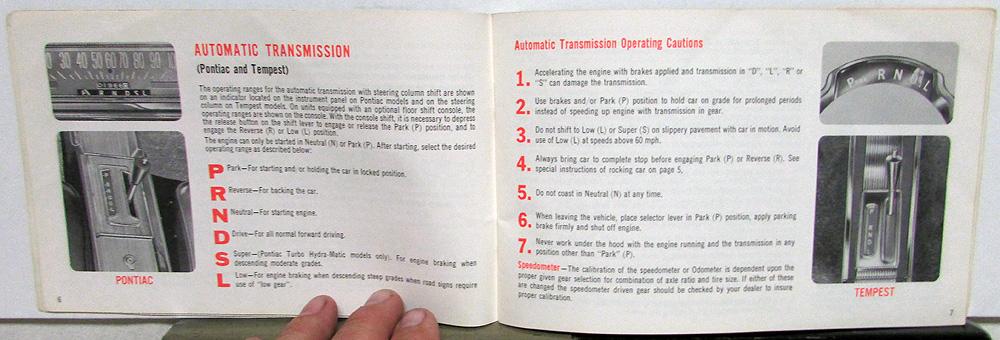 30 40 50 60 70 80 90
P R N D S L
AUTOMATIC TRANSMISSION
(Pontiac and Tempest)
The operating ranges for the automatic transmission with steering column shift are shown
on an indicator located on the instrument panel on Pontiac models and on the steering
column on Tempest models. On units equipped with an optional floor shift console, the
operating ranges are shown on the console. With the console shift, it is necessary to depress
the release button on the shift lever to engage or release the Park (P) position, and to
engage the Reverse (R) or Low (L) position.
The engine can only be started in Neutral (N) or Park (P). After starting, select the desired
operating range as described below:
P Park—For starting and/or holding the car in locked position.
R Reverse—For backing the car.
N Neutral—For starting engine.
D Drive—For all normal forward driving.
S Super—(Pontiac Turbo Hydra-Matic models only). For engine braking when
descending moderate grades.
L Low—For engine braking when descending steep grades when road signs require
use of "low gear".
PONTIAC
6
Automatic Transmission Operating Cautions
1. Accelerating the engine with brakes applied and transmission in "D", "L", "R" or
"S" can damage the transmission.
2. Use brakes and/or Park (P) position to hold car on grade for prolonged periods
instead of speeding up engine with transmission in gear.
3. Do not shift to Low (L) or Super (S) on slippery pavement with car in motion. Avoid
use of Low (L) at speeds above 60 mph.
4. Always bring car to complete stop before engaging Park (P) or Reverse (R). See
special instructions of rocking car on page 5.
5. Do not coast in Neutral (N) at any time.
6. When leaving the vehicle, place selector lever in Park (P) position, apply parking
brake firmly and shut off engine.
7. Never work under the hood with the engine running and the transmission in any
position other than "Park" (P).
Speedometer—The calibration of the speedometer or Odometer is dependent upon the
proper given gear selection for combination of axle ratio and tire size. If either of these
are changed the speedometer driven gear should be checked by your dealer to insure
proper calibration.
R N D L
P R N D L
TEMPEST
7